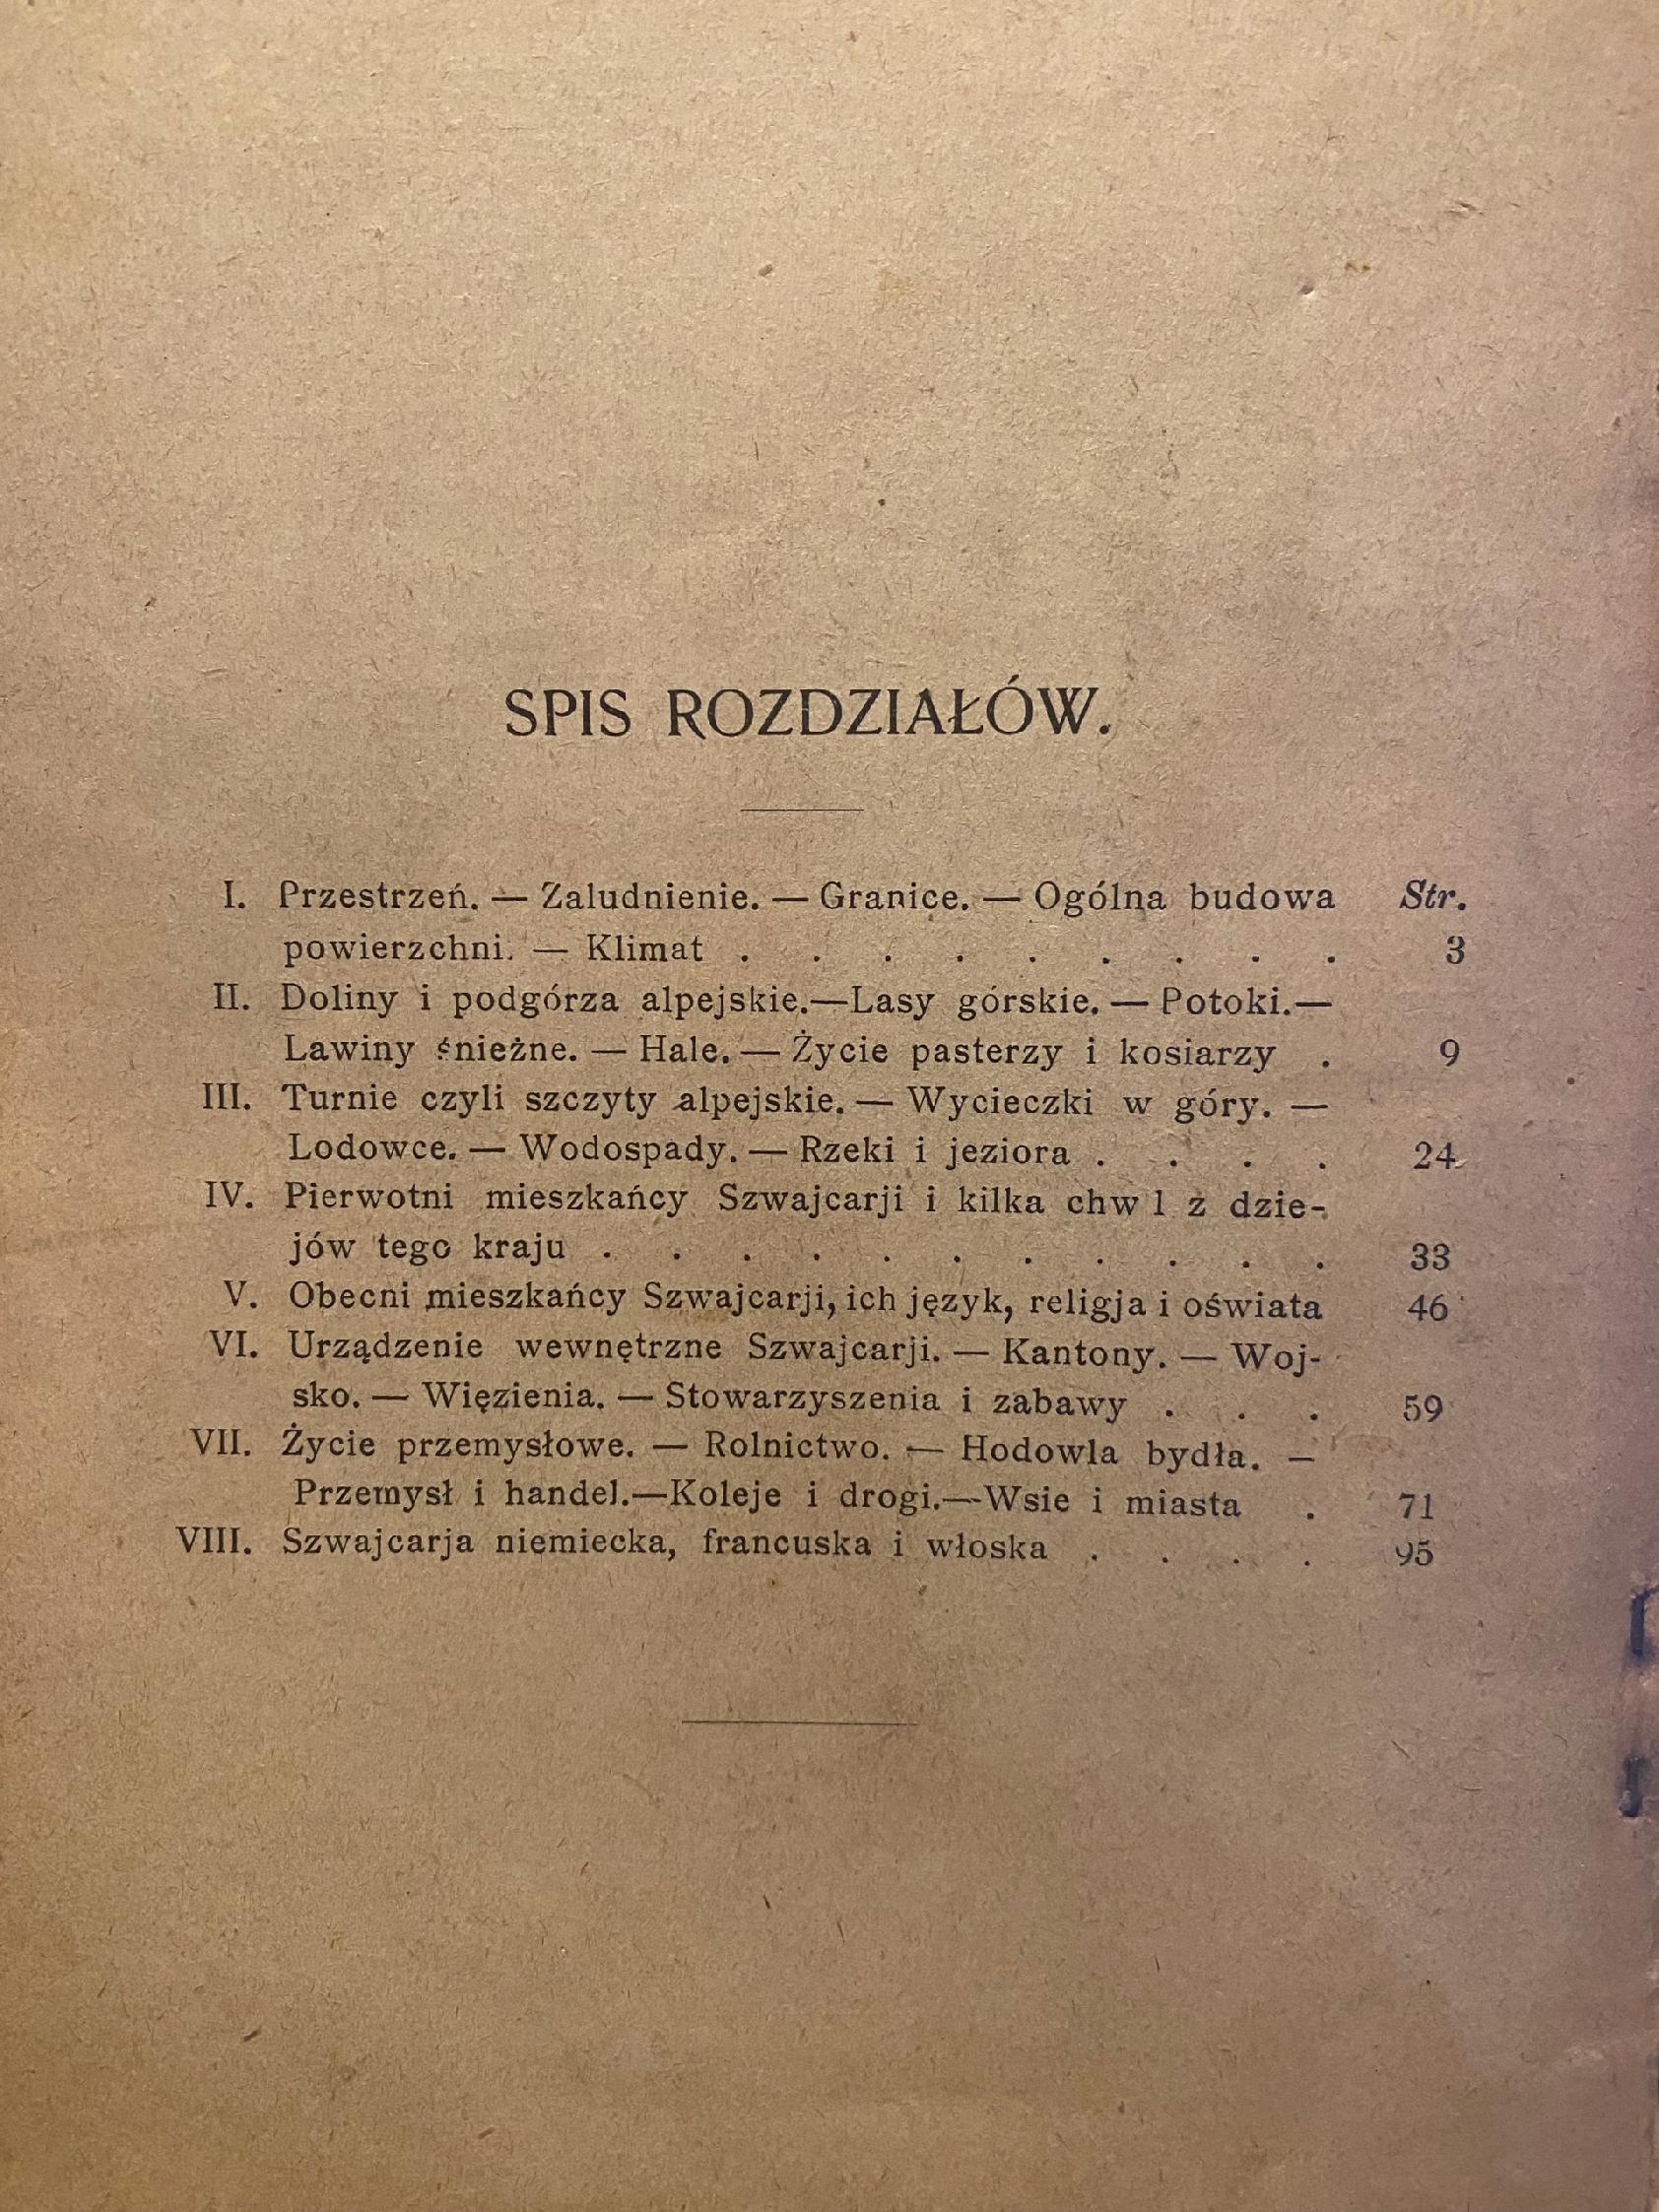 SPIS ROZDZIAŁÓW.
I. Przestrzeń. — Zaludnienie. — Granice. — Ogólna budowa Str.
powierzchni. — Klimat . . . . . . . . . 3
II. Doliny i podgórza alpejskie.—Lasy górskie. — Potoki.—
Lawiny śnieżne. — Hale. — Życie pasterzy i kosiarzy . 9
III. Turnie czyli szczyty alpejskie. — Wycieczki w góry. —
Lodowce. — Wodospady. — Rzeki i jeziora . . . . 24
IV. Pierwotni mieszkańcy Szwajcarji i kilka chw l z dzie-
jów tego kraju . . . . . . . . . . . 33
V. Obecni mieszkańcy Szwajcarji, ich język, religja i oświata 46
VI. Urządzenie wewnętrzne Szwajcarji. — Kantony. — Woj-
sko. — Więzienia. — Stowarzyszenia i zabawy . . . 59
VII. Życie przemysłowe. — Rolnictwo. — Hodowla bydła. —
Przemysł i handel.—Koleje i drogi.—Wsie i miasta . 71
VIII. Szwajcarja niemiecka, francuska i włoska . . . . 95